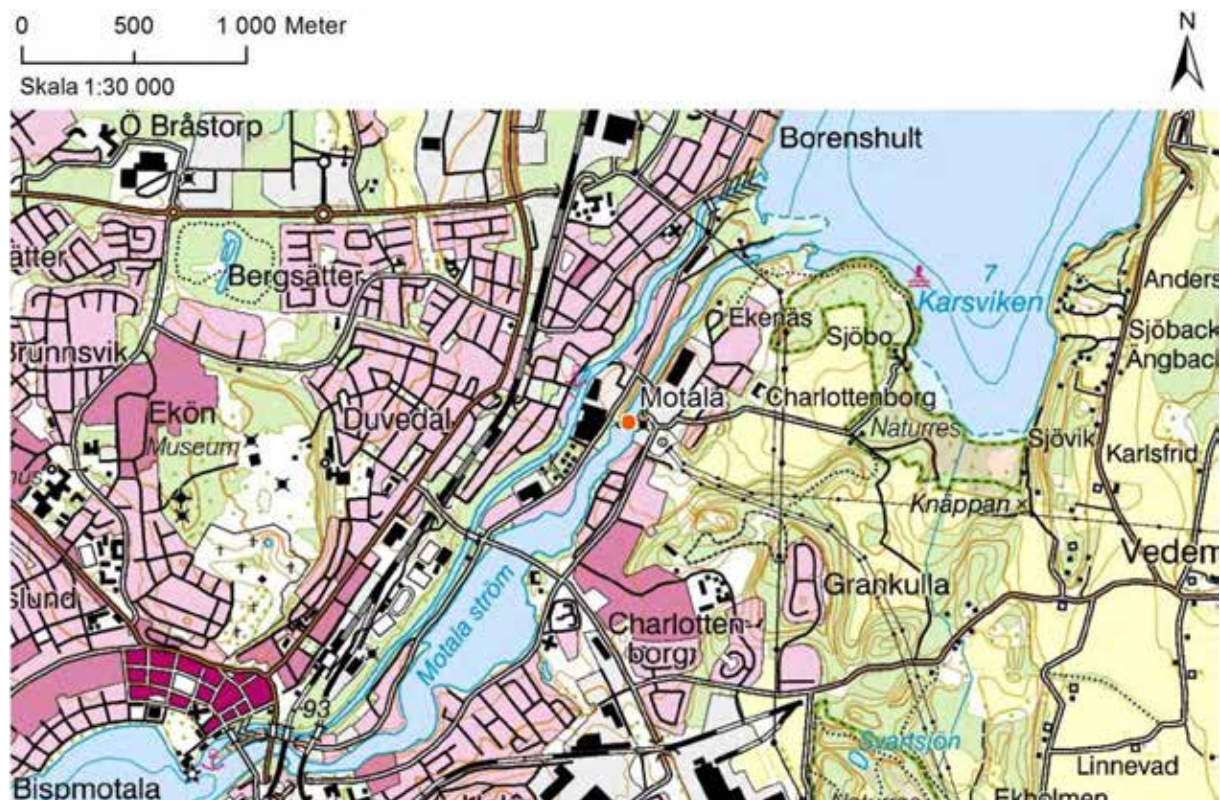 0 500 1 000 Meter
N
Skala 1:30 000
Ö Bråstorp
Borenshult
ätter
Bergsätter
7
Karsviken
Anders
Ekenäs
Sjöbo
Sjöback
Ängback
Brunnsvik
Ekön
Museum
Duvedal
Motala
Charlottenborg
Naturres
Sjövik
Karlsfrid
Knäppan
Vedem
Motala ström
Grankulla
slund
Charlotten-
borg
93
Svartsjön
Linnevad
Bispmotala
Ekholmen